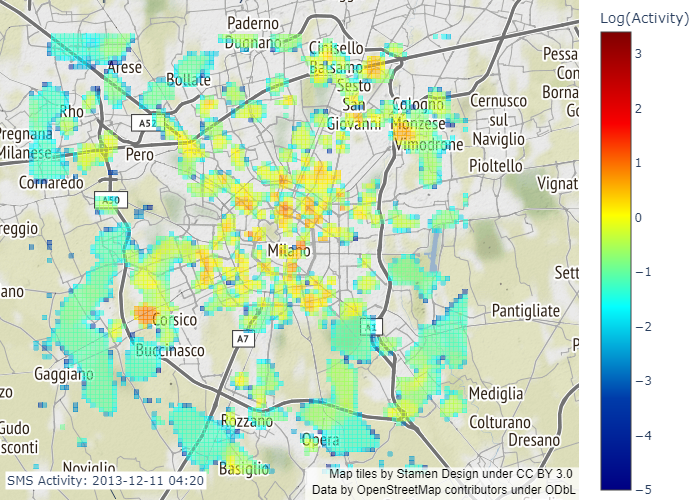 Log(Activity)
Paderno
Dugnano
Cinisello
Balsamo
Arese
Bollate
Sesto
San
Giovanni
Cologno
Monzese
Cernusco
sul
Naviglio
Pessa
Con
Borna
Go
Rho
A52
Pregnana
Milanese
Pero
Vimodrone
Pioltello
Cornaredo
Vignat
A50
reggio
Milano
Sett
ano
Pantigliate
Corsico
A1
A7
Buccinasco
P
Gaggiano
zo
Mediglia
Rozzano
Colturano
Gudo
Opera
Dresano
sconti
Noviglio
Basiglio
SMS Activity: 2013-12-11 04:20
Map tiles by Stamen Design under CC BY 3.0
Data by OpenStreetMap contributors under ODbL
3
2
1
0
−1
−2
−3
−4
−5